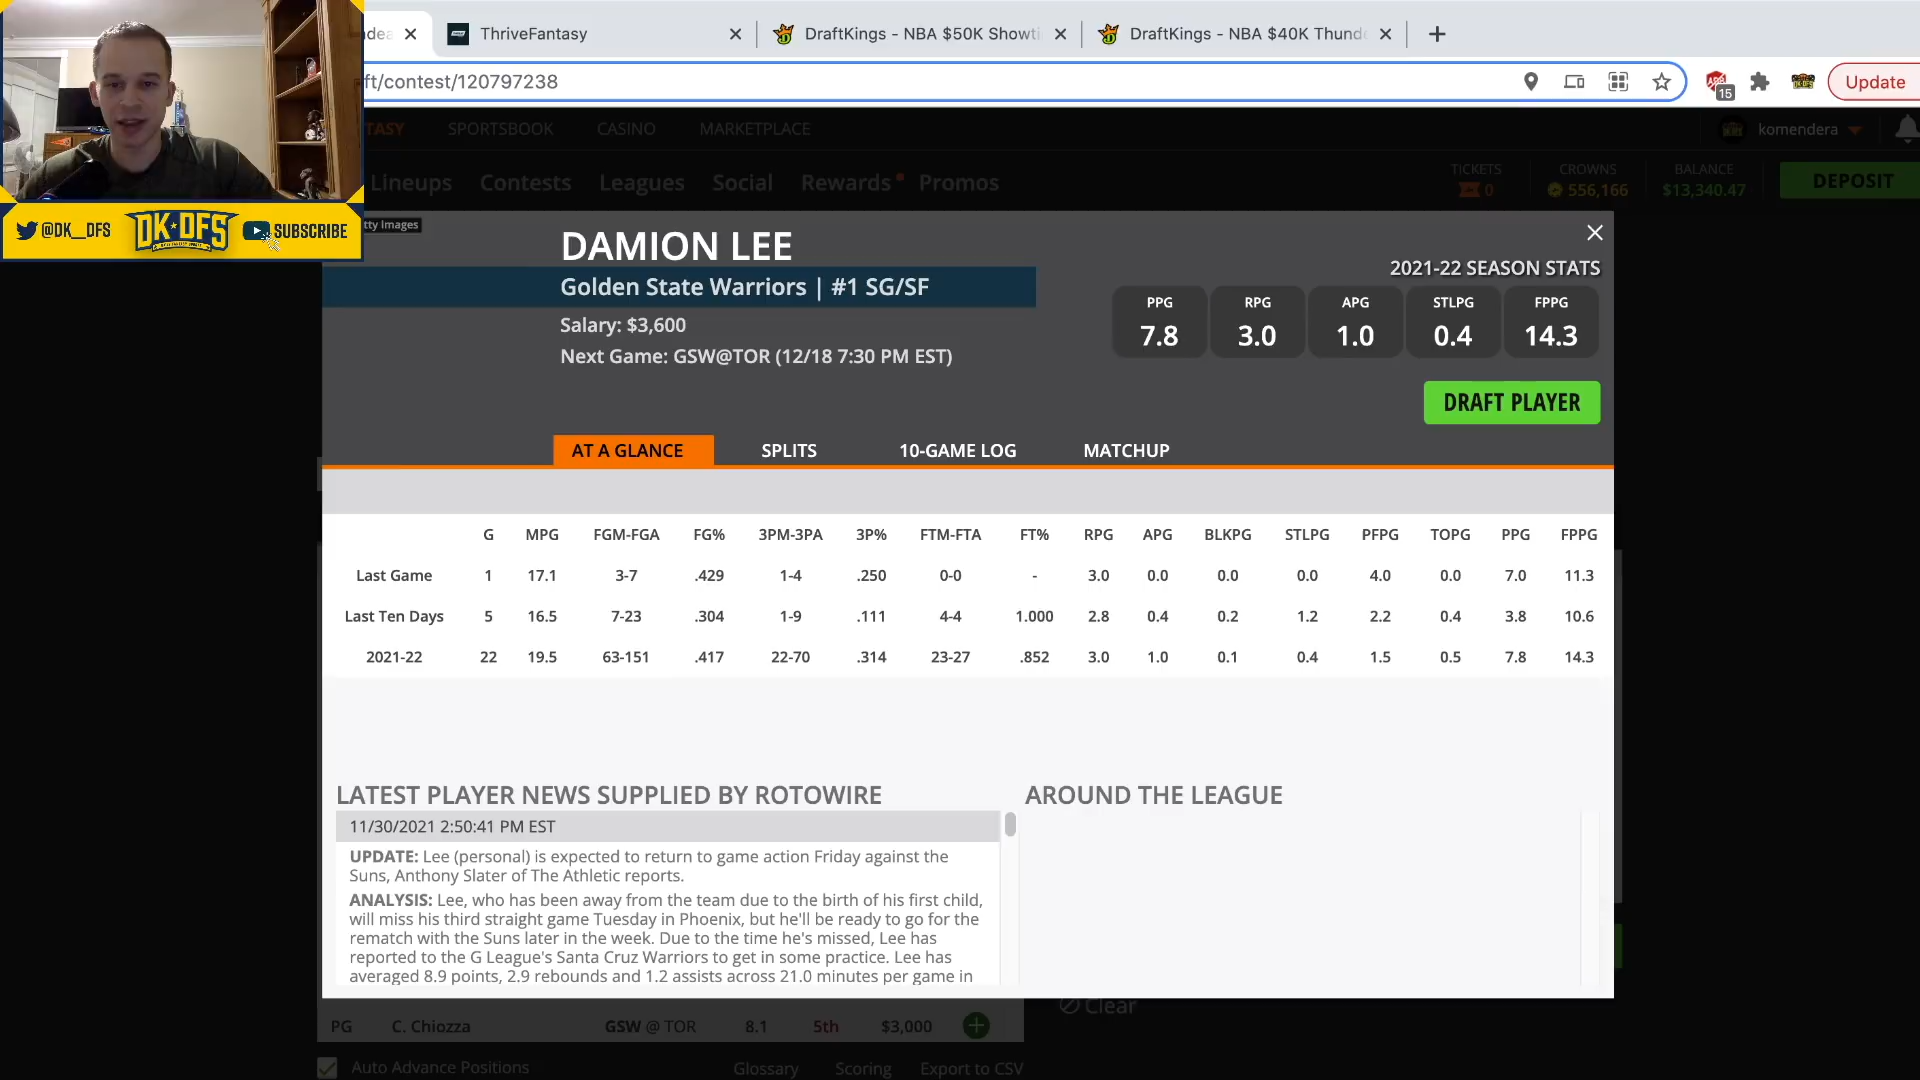 ThriveFantasy
DraftKings - NBA $50K Showti
DraftKings - NBA $40K Thunde
ft/contest/120797238
15
Update
SPORTSBOOK CASINO MARKETPLACE
komendera
Lineups Contests Leagues Social Rewards Promos
TICKETS
0
CROWNS
556,166
BALANCE
$13,340.47
DEPOSIT
@DK__DFS
DK DFS
SUBSCRIBE
tty Images
DAMION LEE
Golden State Warriors | #1 SG/SF
Salary: $3,600
Next Game: GSW@TOR (12/18 7:30 PM EST)
2021-22 SEASON STATS
PPG RPG APG STLPG FPPG
7.8 3.0 1.0 0.4 14.3
DRAFT PLAYER
AT A GLANCE SPLITS 10-GAME LOG MATCHUP
G MPG FGM-FGA FG% 3PM-3PA 3P% FTM-FTA FT% RPG APG BLKPG STLPG PFPG TOPG PPG FPPG
Last Game 1 17.1 3-7 .429 1-4 .250 0-0 - 3.0 0.0 0.0 0.0 4.0 0.0 7.0 11.3
Last Ten Days 5 16.5 7-23 .304 1-9 .111 4-4 1.000 2.8 0.4 0.2 1.2 2.2 0.4 3.8 10.6
2021-22 22 19.5 63-151 .417 22-70 .314 23-27 .852 3.0 1.0 0.1 0.4 1.5 0.5 7.8 14.3
LATEST PLAYER NEWS SUPPLIED BY ROTOWIRE
AROUND THE LEAGUE
11/30/2021 2:50:41 PM EST
UPDATE: Lee (personal) is expected to return to game action Friday against the
Suns, Anthony Slater of The Athletic reports.
ANALYSIS: Lee, who has been away from the team due to the birth of his first child,
will miss his third straight game Tuesday in Phoenix, but he'll be ready to go for the
rematch with the Suns later in the week. Due to the time he's missed, Lee has
reported to the G League's Santa Cruz Warriors to get in some practice. Lee has
averaged 8.9 points, 2.9 rebounds and 1.2 assists across 21.0 minutes per game in
Clear
PG C. Chiozza GSW @ TOR 8.1 5th $3,000
Auto Advance Positions
Glossary Scoring Export to CSV